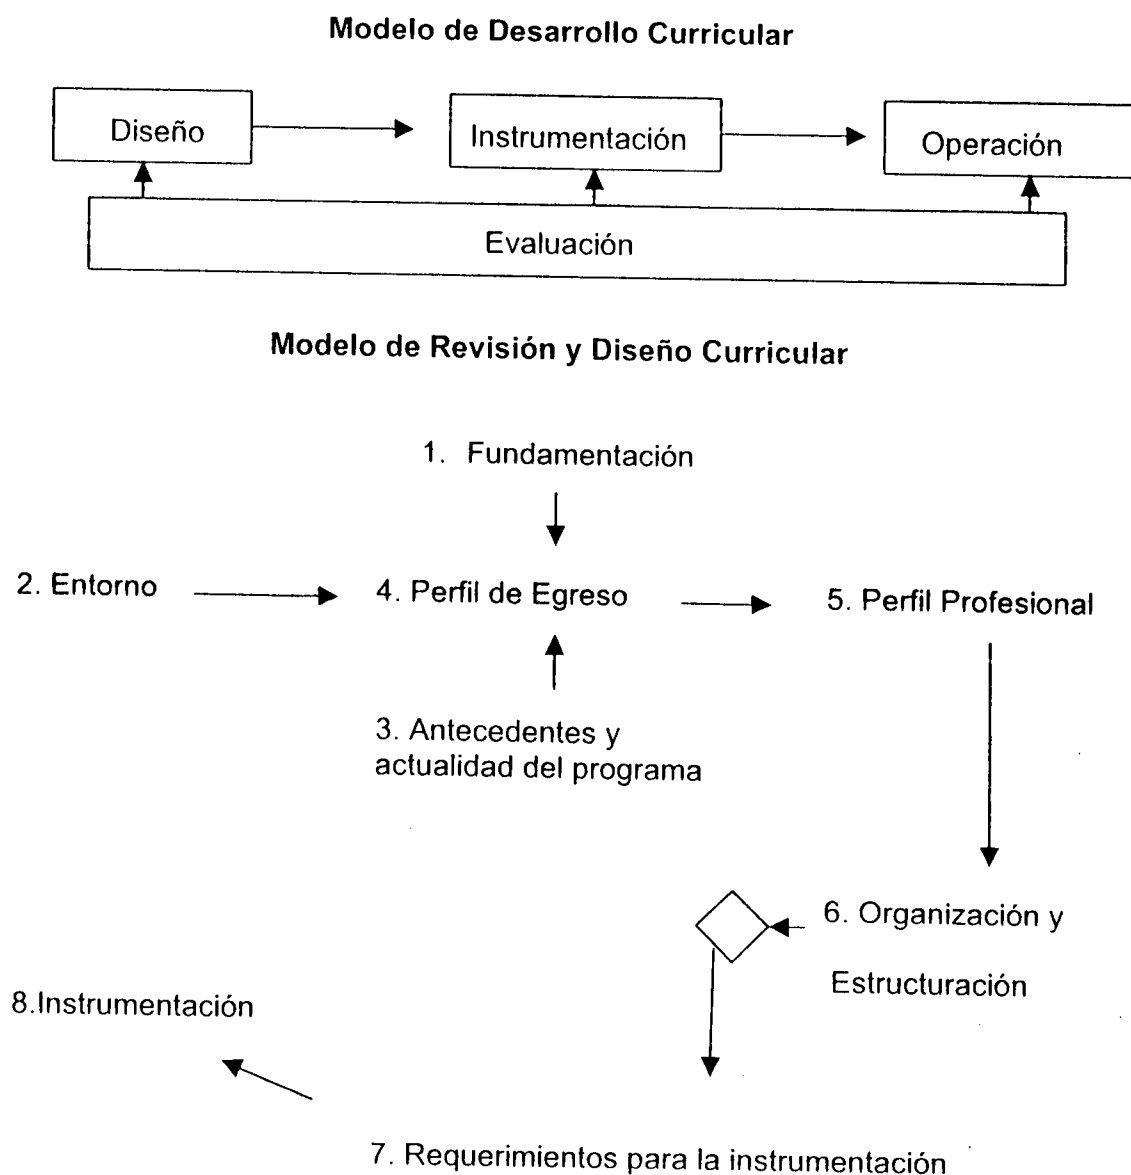 Modelo de Desarrollo Curricular
Diseño
Instrumentación
Operación
Evaluación
Modelo de Revisión y Diseño Curricular
1. Fundamentación
2. Entorno
4. Perfil de Egreso
5. Perfil Profesional
3. Antecedentes y
actualidad del programa
6. Organización y
Estructuración
8.Instrumentación
7. Requerimientos para la instrumentación